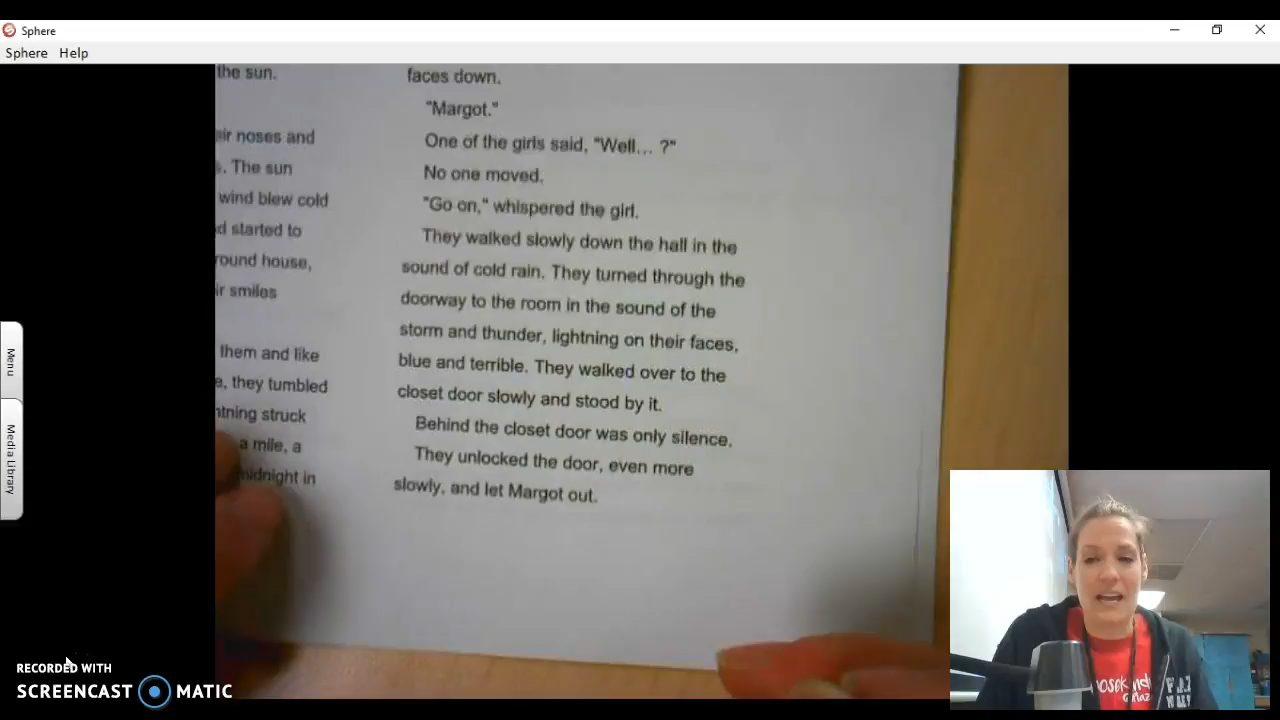 Sphere
Sphere Help
the sun.
eir noses and
. The sun
wind blew cold
d started to
round house,
ir smiles
them and like
e, they tumbled
htning struck
a mile, a
midnight in
faces down.
"Margot."
One of the girls said, "Well... ?"
No one moved.
"Go on," whispered the girl.
They walked slowly down the hall in the
sound of cold rain. They turned through the
doorway to the room in the sound of the
storm and thunder, lightning on their faces,
blue and terrible. They walked over to the
closet door slowly and stood by it.
Behind the closet door was only silence.
They unlocked the door, even more
slowly, and let Margot out.
Menu
Media Library
RECORDED WITH
SCREENCAST MATIC